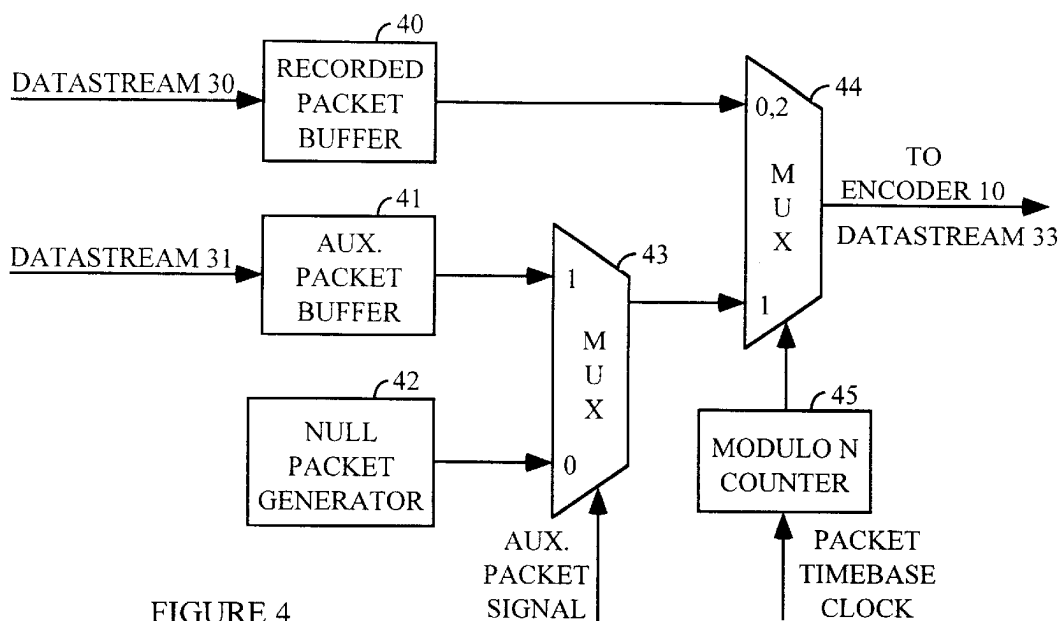 40
DATASTREAM 30
RECORDED
PACKET
BUFFER
0,2
44
MUX
TO
ENCODER 10
DATASTREAM 33
41
DATASTREAM 31
AUX.
PACKET
BUFFER
1
43
MUX
1
42
NULL
PACKET
GENERATOR
0
45
MODULO N
COUNTER
AUX.
PACKET
SIGNAL
PACKET
TIMEBASE
CLOCK
FIGURE 4